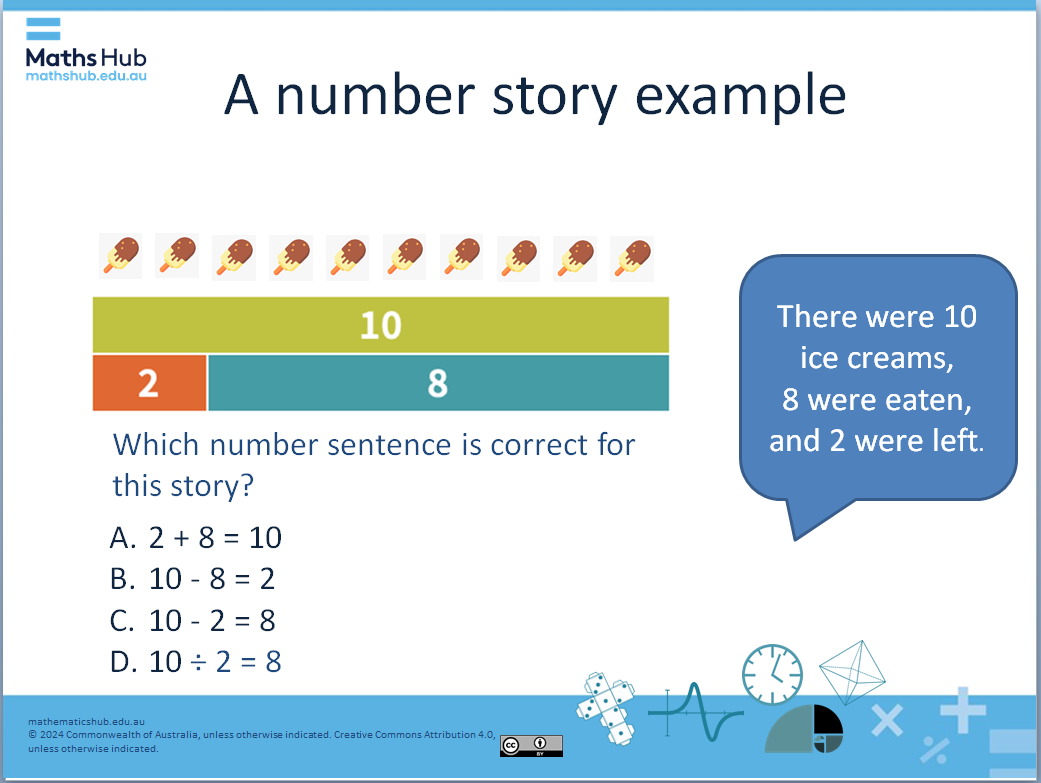 Maths Hub
mathshub.edu.au
A number story example
10
2 8
There were 10
ice creams,
8 were eaten,
and 2 were left.
Which number sentence is correct for
this story?
A. 2 + 8 = 10
B. 10 - 8 = 2
C. 10 - 2 = 8
D. 10 ÷ 2 = 8
mathematicshub.edu.au
© 2024 Commonwealth of Australia, unless otherwise indicated. Creative Commons Attribution 4.0,
unless otherwise indicated.
cc
BY